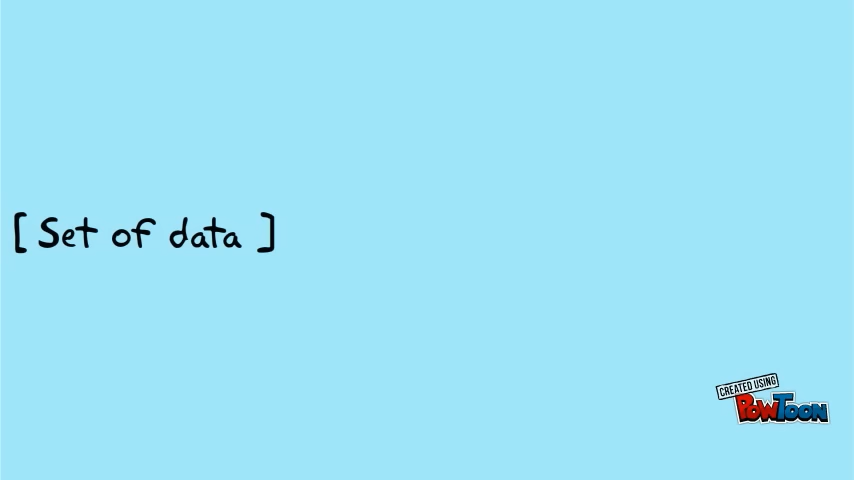 [ Set of data ]
CREATED USING
POWTOON